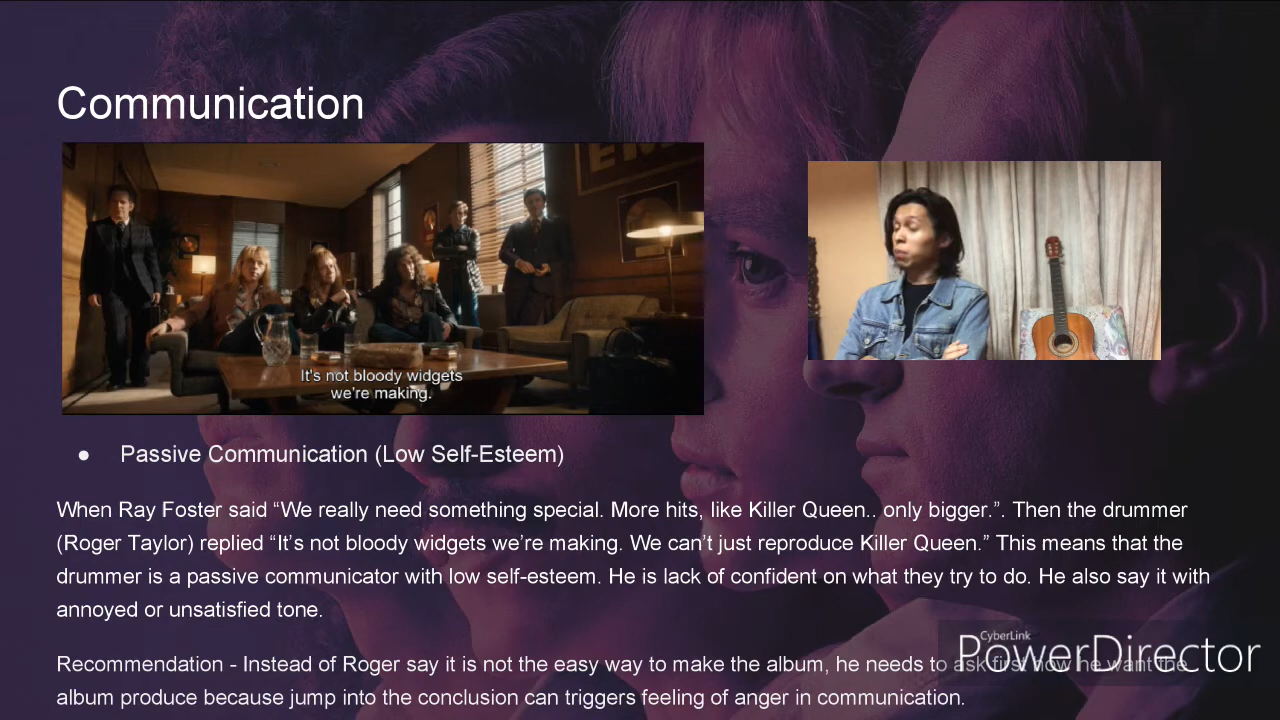 Communication
EM
It's not bloody widgets
we're making.
● Passive Communication (Low Self-Esteem)
When Ray Foster said “We really need something special. More hits, like Killer Queen.. only bigger.”. Then the drummer
(Roger Taylor) replied “It’s not bloody widgets we’re making. We can’t just reproduce Killer Queen.” This means that the
drummer is a passive communicator with low self-esteem. He is lack of confident on what they try to do. He also say it with
annoyed or unsatisfied tone.
Recommendation - Instead of Roger say it is not the easy way to make the album, he needs to ask first how he want the
album produce because jump into the conclusion can triggers feeling of anger in communication.
CyberLink
PowerDirector